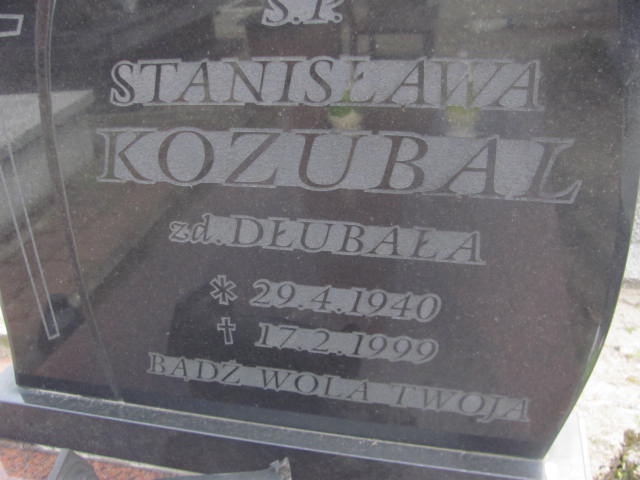 Ś.P.
STANISŁAWA
KOZUBAL
zd. DŁUBAŁA
* 29.4.1940
† 17.2.1999
BĄDŹ WOLA TWOJA